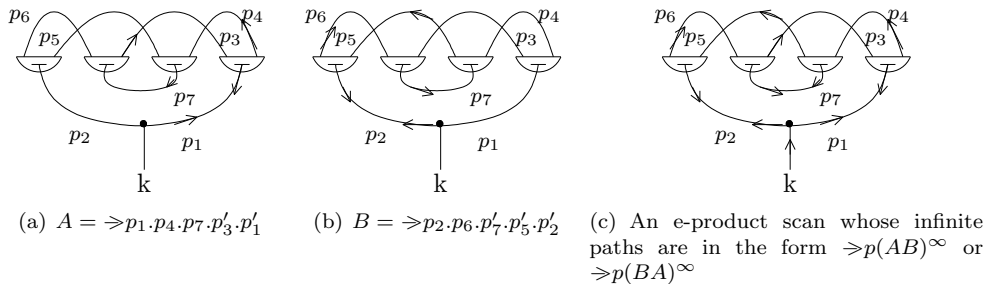 p₆ p₄ p₆ p₄ p₆ p₄
p₅ p₃ p₅ p₃ p₅ p₃
p₇ p₇ p₇
p₂ p₁ p₂ p₁ p₂ p₁
k k k
(a) A = ⪢p₁.p₄.p₇.p′₃.p′₁
(b) B = ⪢p₂.p₆.p′₇.p′₅.p′₂
(c) An e-product scan whose infinite
paths are in the form ⪢p(AB)^∞ or
⪢p(BA)^∞